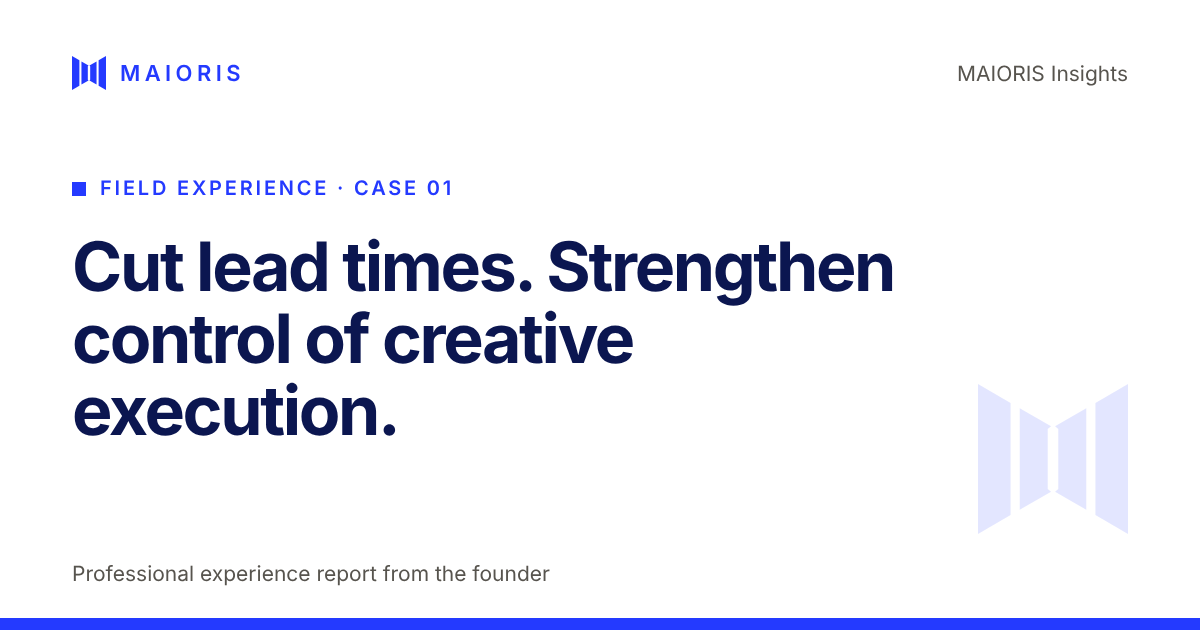 MAIORIS
MAIORIS Insights
FIELD EXPERIENCE · CASE 01
Cut lead times. Strengthen
control of creative
execution.
Professional experience report from the founder